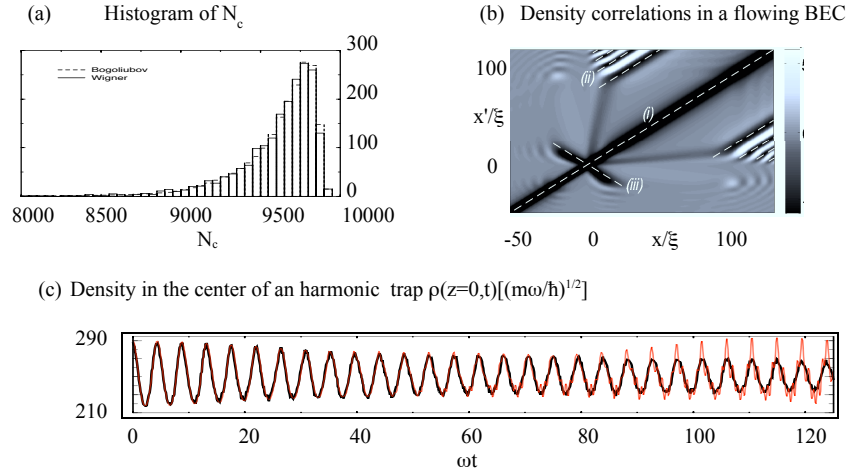 (a) Histogram of N_c
300
200
100
0
Bogoliubov
Wigner
8000 8500 9000 9500 10000
N_c
(b) Density correlations in a flowing BEC
100
x'/ξ
0
(ii)
(i)
(iii)
-50 0 x/ξ 100
(c) Density in the center of an harmonic trap ρ(z=0,t)[(mω/ħ)^{1/2}]
290
210
0 20 40 60 80 100 120
ωt